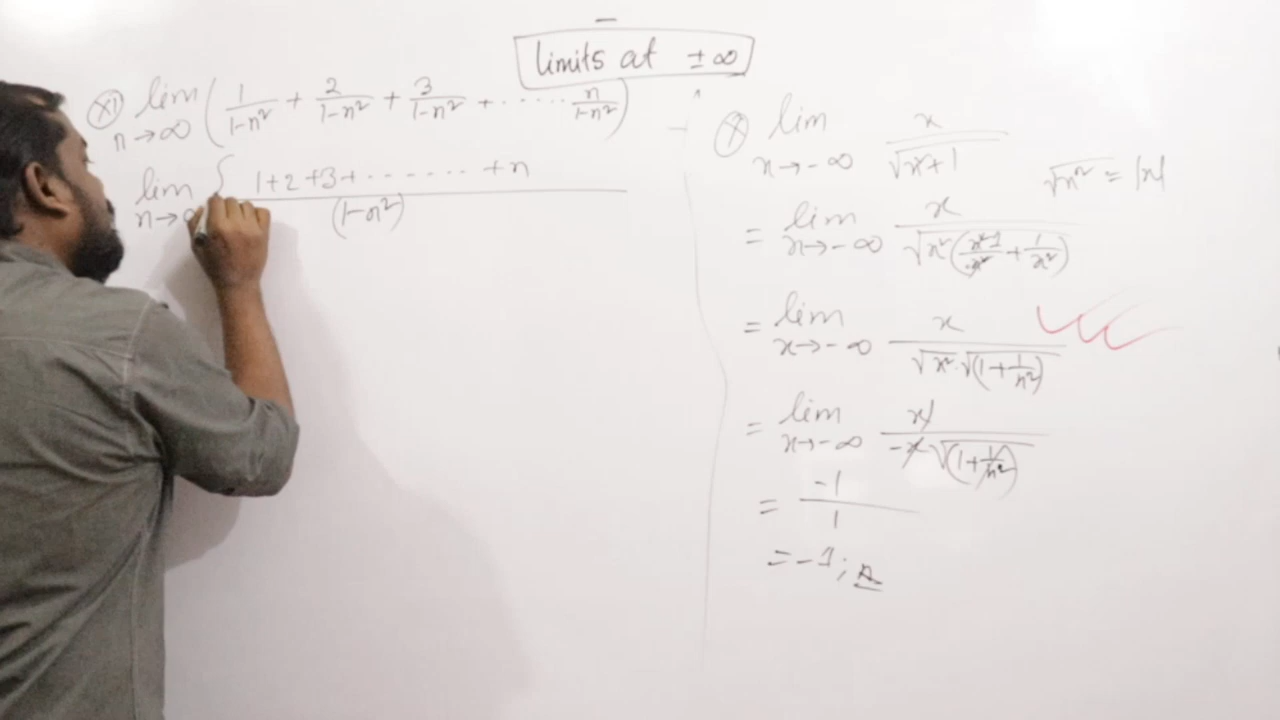 limits at ±∞
XI) lim n→∞ ( 1/(1-n²) + 2/(1-n²) + 3/(1-n²) + ...... n/(1-n²) )
lim n→∞ { 1+2+3+ ....... +n / (1-n²)
X) lim x→-∞ x/√(x²+1)
√x² = |x|
= lim x→-∞ x/√(x²(x²/x² + 1/x²))
= lim x→-∞ x/(√x² · √(1+1/x²))
= lim x→-∞ x/(-x√(1+1/x²))
= -1/1
= -1;